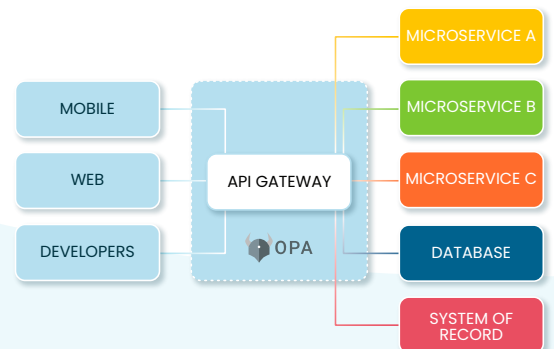 MICROSERVICE A
MOBILE
MICROSERVICE B
WEB
API GATEWAY
MICROSERVICE C
DEVELOPERS
OPA
DATABASE
SYSTEM OF
RECORD